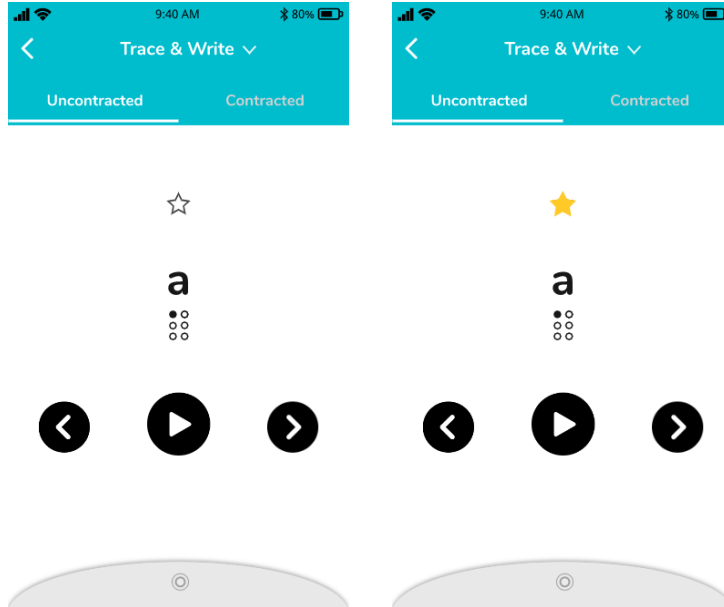 9:40 AM 80%
Trace & Write
Uncontracted Contracted
a
9:40 AM 80%
Trace & Write
Uncontracted Contracted
a